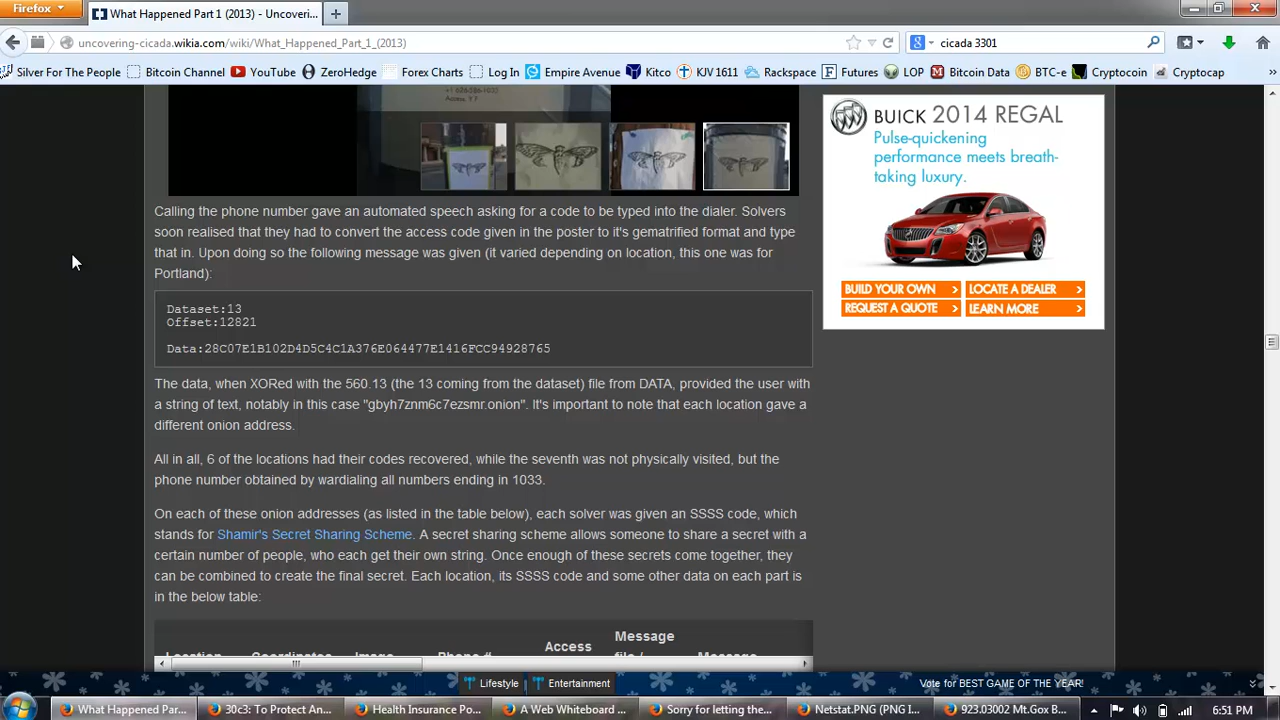 Firefox
What Happened Part 1 (2013) - Uncoveri...
uncovering-cicada.wikia.com/wiki/What_Happened_Part_1_(2013)
cicada 3301
Silver For The People
Bitcoin Channel
YouTube
ZeroHedge
Forex Charts
Log In
Empire Avenue
Kitco
KJV 1611
Rackspace
Futures
LOP
Bitcoin Data
BTC-e
Cryptocoin
Cryptocap
BUICK 2014 REGAL
Pulse-quickening
performance meets breath-
taking luxury.
BUILD YOUR OWN >
LOCATE A DEALER >
REQUEST A QUOTE >
LEARN MORE >
Calling the phone number gave an automated speech asking for a code to be typed into the dialer. Solvers
soon realised that they had to convert the access code given in the poster to it's gematrified format and type
that in. Upon doing so the following message was given (it varied depending on location, this one was for
Portland):
Dataset:13
Offset:12821
Data:28C07E1B102D4D5C4C1A376E064477E1416FCC94928765
The data, when XORed with the 560.13 (the 13 coming from the dataset) file from DATA, provided the user with
a string of text, notably in this case "gbyh7znm6c7ezsmr.onion". It's important to note that each location gave a
different onion address.
All in all, 6 of the locations had their codes recovered, while the seventh was not physically visited, but the
phone number obtained by wardialing all numbers ending in 1033.
On each of these onion addresses (as listed in the table below), each solver was given an SSSS code, which
stands for Shamir's Secret Sharing Scheme. A secret sharing scheme allows someone to share a secret with a
certain number of people, who each get their own string. Once enough of these secrets come together, they
can be combined to create the final secret. Each location, its SSSS code and some other data on each part is
in the below table:
Location
Coordinates
Image
Phone #
Access
Message
file /
Message
Lifestyle
Entertainment
Vote for BEST GAME OF THE YEAR!
What Happened Par...
30c3: To Protect An...
Health Insurance Po...
A Web Whiteboard ...
Sorry for letting the...
Netstat.PNG (PNG I...
923.03002 Mt.Gox B...
6:51 PM